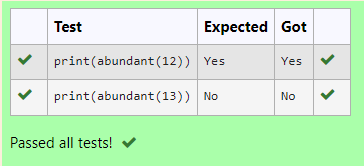 Test Expected Got
print(abundant(12)) Yes Yes
print(abundant(13)) No No
Passed all tests!